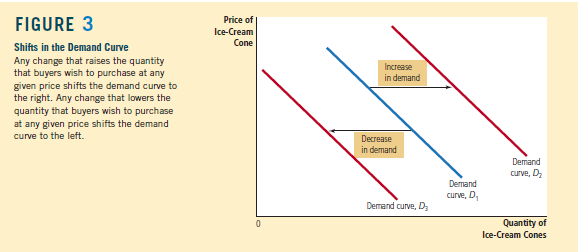 FIGURE 3
Shifts in the Demand Curve
Any change that raises the quantity
that buyers wish to purchase at any
given price shifts the demand curve to
the right. Any change that lowers the
quantity that buyers wish to purchase
at any given price shifts the demand
curve to the left.
Price of
Ice-Cream
Cone
Increase
in demand
Decrease
in demand
Demand
curve, D2
Demand
curve, D1
Demand curve, D3
0
Quantity of
Ice-Cream Cones